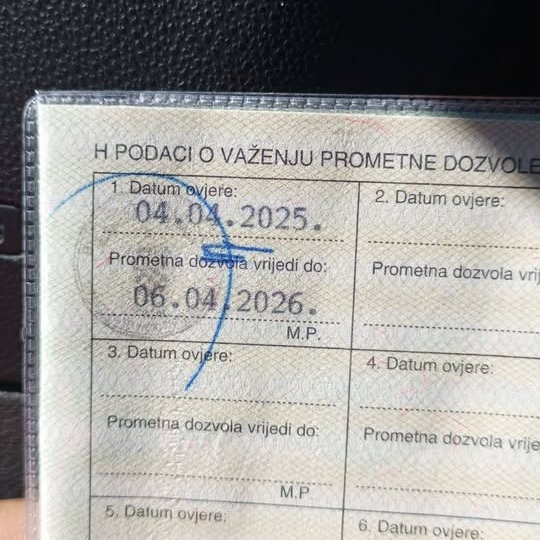 H PODACI O VAŽENJU PROMETNE DOZVOLE
1. Datum ovjere:
04.04.2025.
Prometna dozvola vrijedi do:
06.04.2026.
M.P.
2. Datum ovjere:
Prometna dozvola vrij
3. Datum ovjere:
Prometna dozvola vrijedi do:
M.P
4. Datum ovjere:
Prometna dozvola vrije
5. Datum ovjere:
6. Datum ovjere: